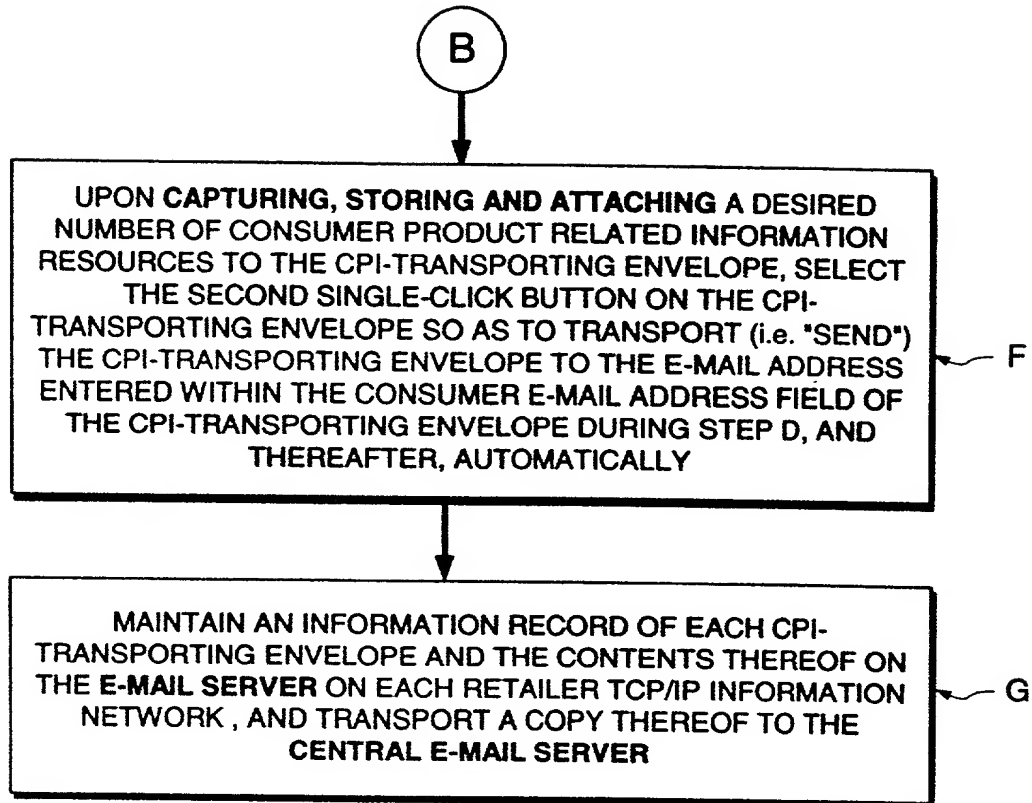 B
UPON CAPTURING, STORING AND ATTACHING A DESIRED
NUMBER OF CONSUMER PRODUCT RELATED INFORMATION
RESOURCES TO THE CPI-TRANSPORTING ENVELOPE, SELECT
THE SECOND SINGLE-CLICK BUTTON ON THE CPI-
TRANSPORTING ENVELOPE SO AS TO TRANSPORT (i.e. "SEND")
THE CPI-TRANSPORTING ENVELOPE TO THE E-MAIL ADDRESS
ENTERED WITHIN THE CONSUMER E-MAIL ADDRESS FIELD OF
THE CPI-TRANSPORTING ENVELOPE DURING STEP D, AND
THEREAFTER, AUTOMATICALLY
F
MAINTAIN AN INFORMATION RECORD OF EACH CPI-
TRANSPORTING ENVELOPE AND THE CONTENTS THEREOF ON
THE E-MAIL SERVER ON EACH RETAILER TCP/IP INFORMATION
NETWORK , AND TRANSPORT A COPY THEREOF TO THE
CENTRAL E-MAIL SERVER
G